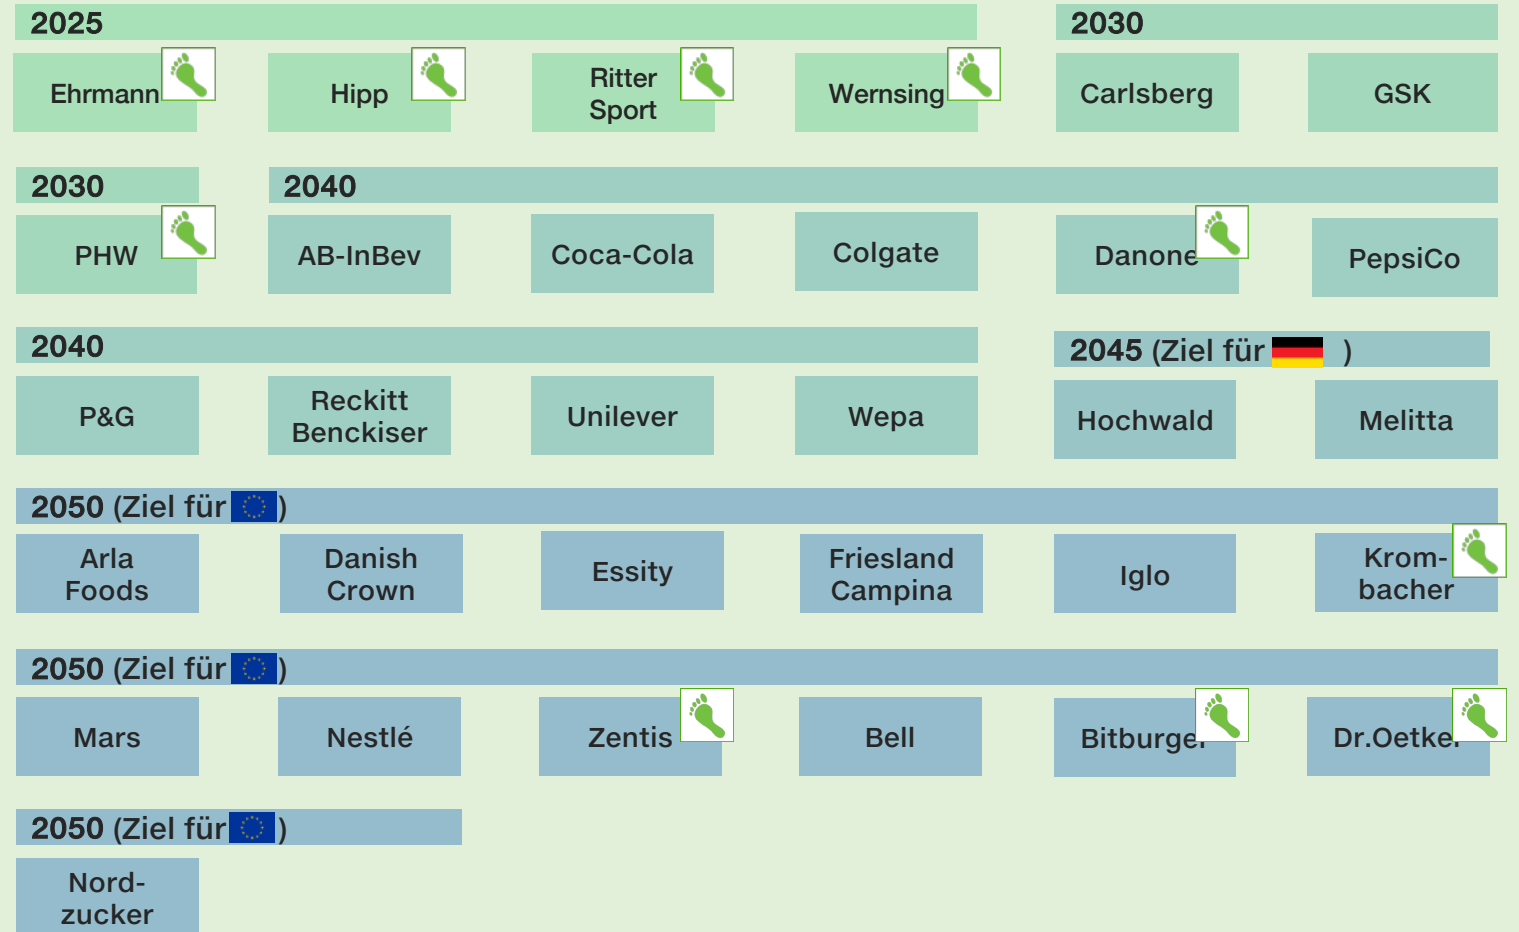 2025
2030
Ehrmann
Hipp
Ritter
Sport
Wernsing
Carlsberg
GSK
2030
2040
PHW
AB-InBev
Coca-Cola
Colgate
Danone
PepsiCo
2040
2045 (Ziel für )
P&G
Reckitt
Benckiser
Unilever
Wepa
Hochwald
Melitta
2050 (Ziel für )
Arla
Foods
Danish
Crown
Essity
Friesland
Campina
Iglo
Krom-
bacher
2050 (Ziel für )
Mars
Nestlé
Zentis
Bell
Bitburger
Dr.Oetker
2050 (Ziel für )
Nord-
zucker